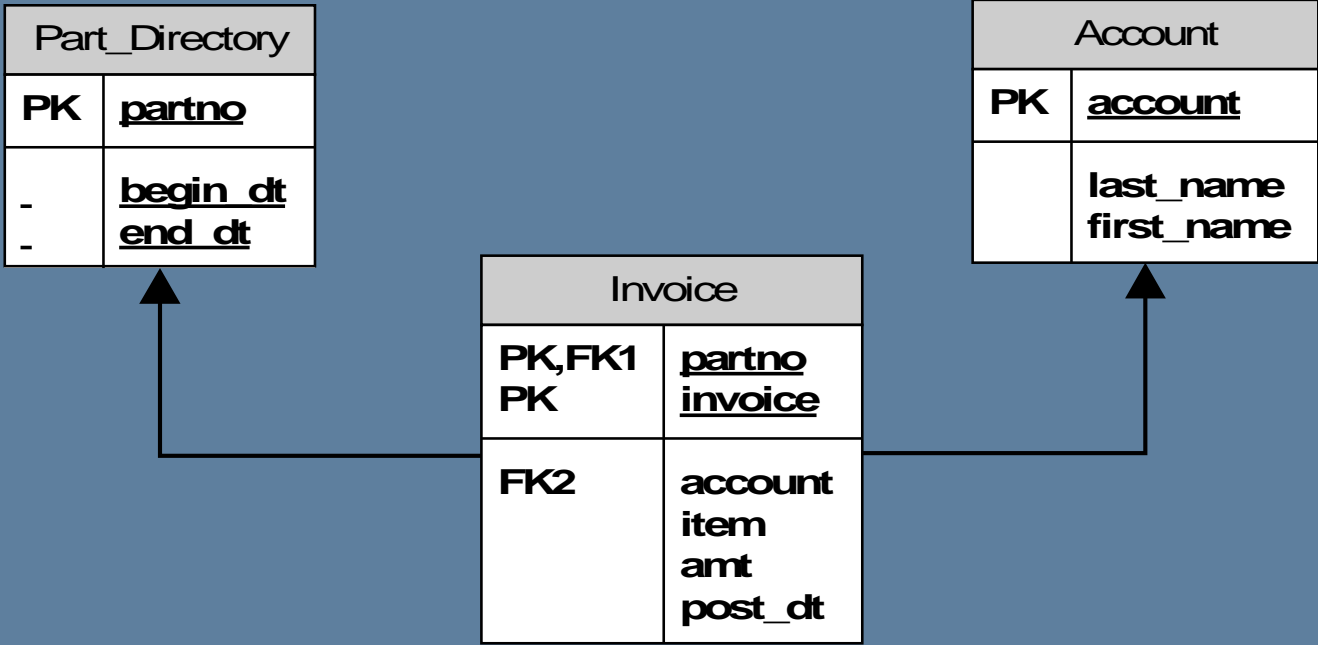 Part_Directory
PK partno
- begin_dt
- end_dt
Account
PK account
last_name
first_name
Invoice
PK,FK1 partno
PK invoice
FK2 account
item
amt
post_dt